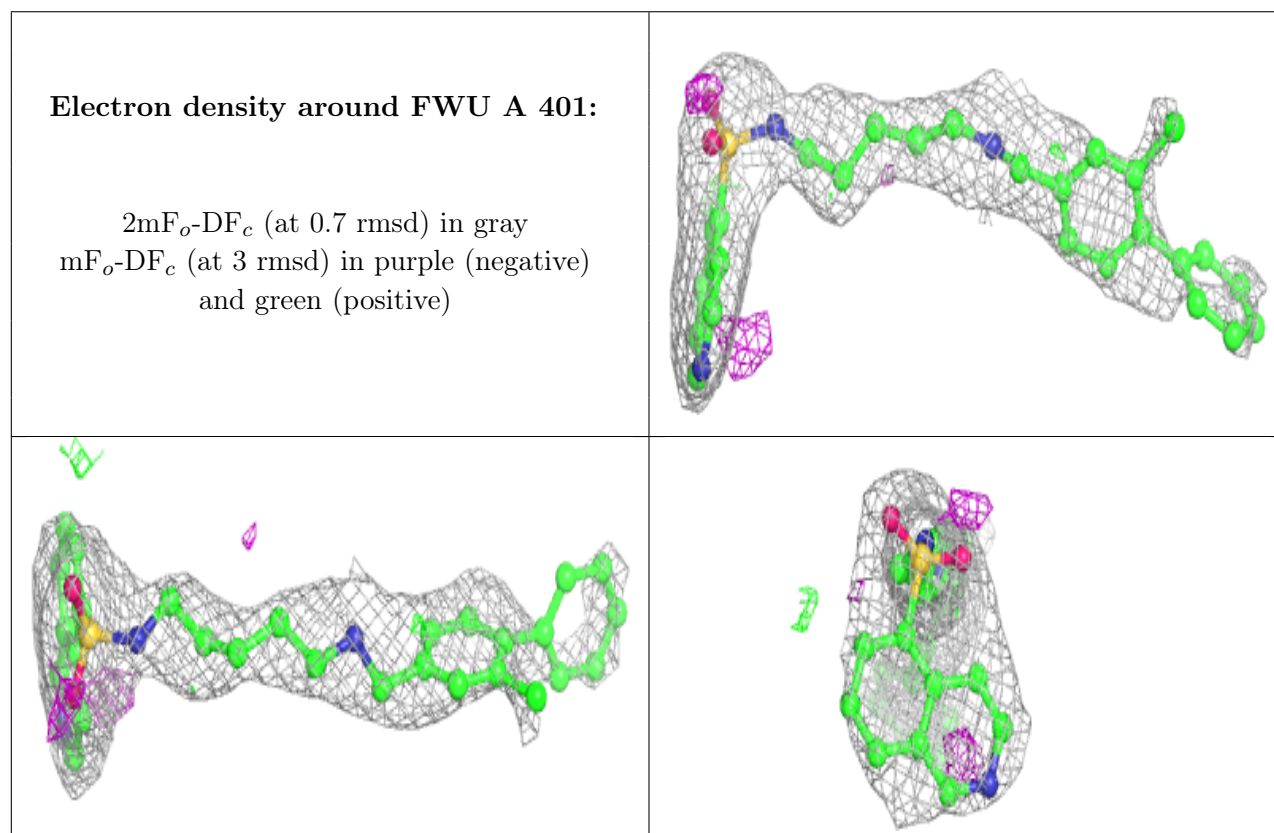 Electron density around FWU A 401:
2mFo-DFc (at 0.7 rmsd) in gray
mFo-DFc (at 3 rmsd) in purple (negative)
and green (positive)